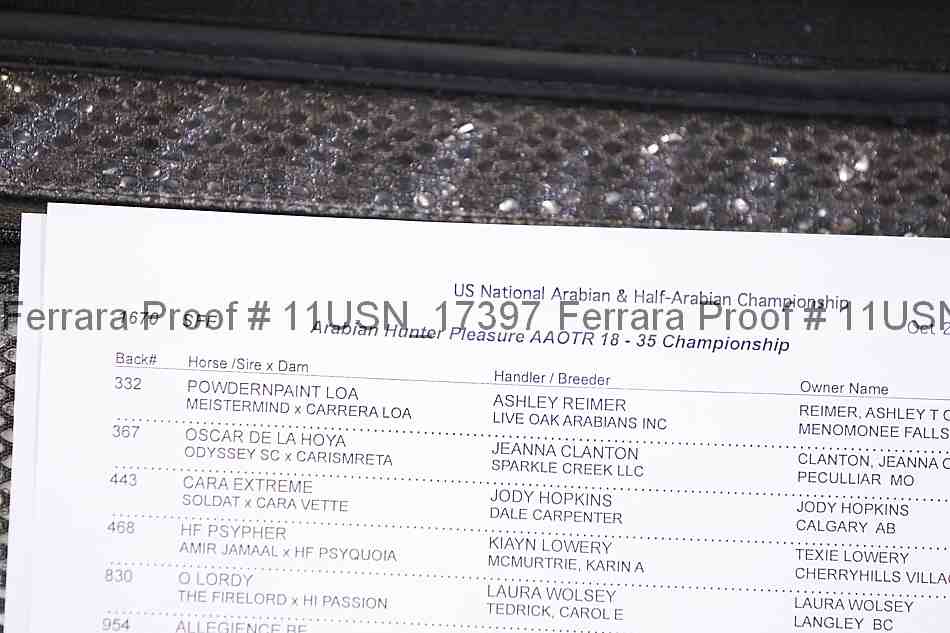 US National Arabian & Half-Arabian Championship
Ferrara Proof # 11USN_17397 Ferrara Proof # 11USN
1670 SFF Arabian Hunter Pleasure AAOTR 18 - 35 Championship Oct 2
Back# Horse /Sire x Dam Handler / Breeder Owner Name
332 POWDERNPAINT LOA ASHLEY REIMER REIMER, ASHLEY T O
MEISTERMIND x CARRERA LOA LIVE OAK ARABIANS INC MENOMONEE FALLS
367 OSCAR DE LA HOYA JEANNA CLANTON CLANTON, JEANNA C
ODYSSEY SC x CARISMRETA SPARKLE CREEK LLC PECULLIAR MO
443 CARA EXTREME JODY HOPKINS JODY HOPKINS
SOLDAT x CARA VETTE DALE CARPENTER CALGARY AB
468 HF PSYPHER KIAYN LOWERY TEXIE LOWERY
AMIR JAMAAL x HF PSYQUOIA MCMURTRIE, KARIN A CHERRYHILLS VILLA
830 O LORDY LAURA WOLSEY LAURA WOLSEY
THE FIRELORD x HI PASSION TEDRICK, CAROL E LANGLEY BC
954 ALLEGIENCE BF